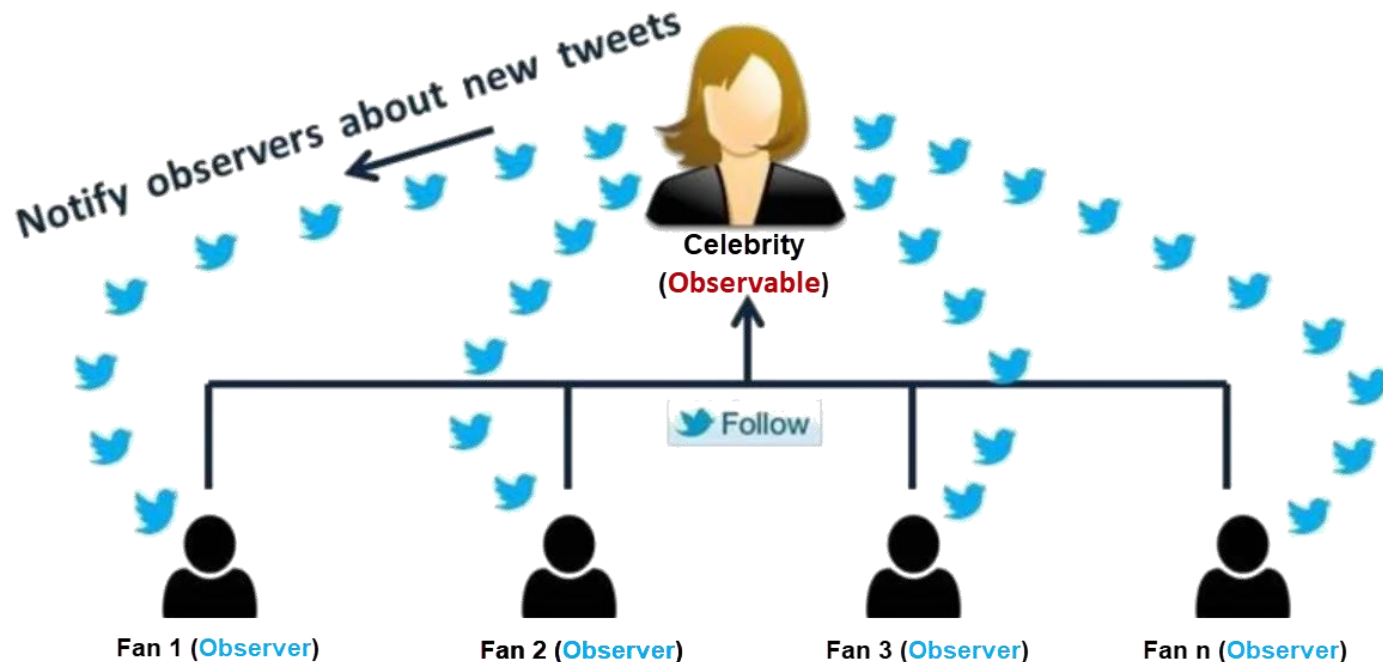 Notify observers about new tweets
Celebrity
(Observable)
Follow
Fan 1 (Observer)
Fan 2 (Observer)
Fan 3 (Observer)
Fan n (Observer)